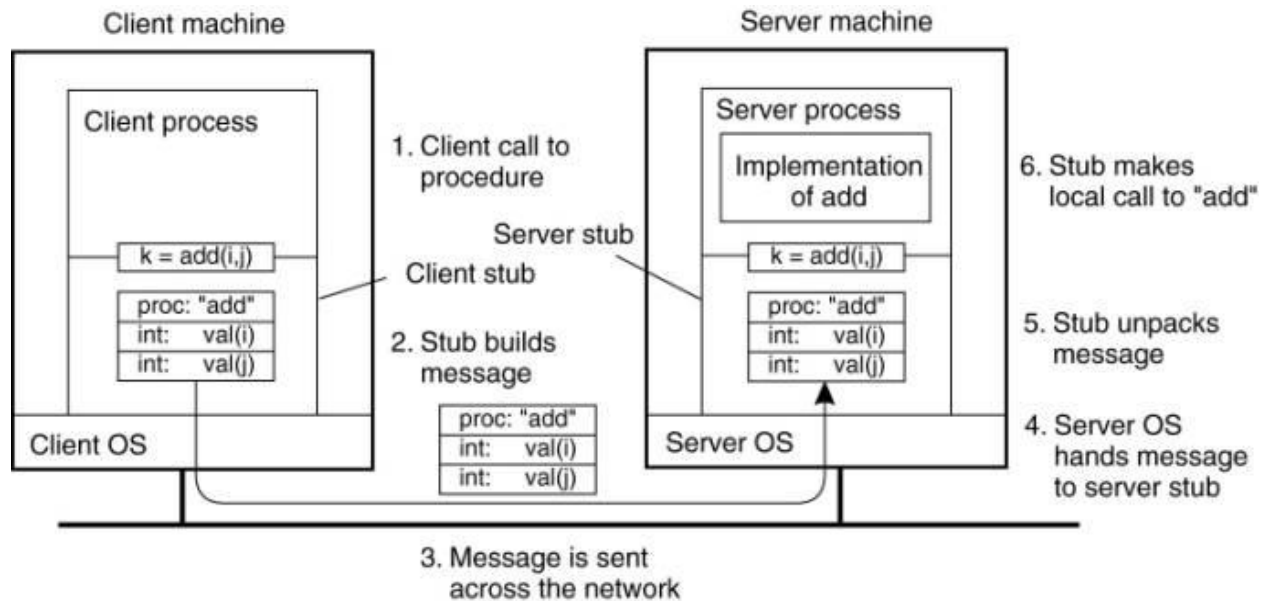 Client machine
Server machine
Client process
1. Client call to
procedure
k = add(i,j)
Client stub
proc: "add"
int: val(i)
int: val(j)
2. Stub builds
message
proc: "add"
int: val(i)
int: val(j)
Client OS
3. Message is sent
across the network
Server process
Implementation
of add
Server stub
k = add(i,j)
proc: "add"
int: val(i)
int: val(j)
Server OS
6. Stub makes
local call to "add"
5. Stub unpacks
message
4. Server OS
hands message
to server stub